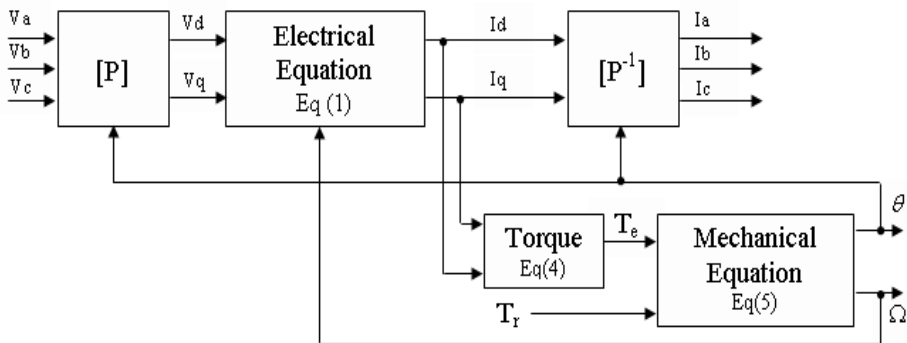 Va
Vb
Vc
[P]
Vd
Vq
Electrical
Equation
Eq (1)
Id
Iq
[P⁻¹]
Ia
Ib
Ic
θ
Torque
Eq(4)
Te
Tr
Mechanical
Equation
Eq(5)
Ω